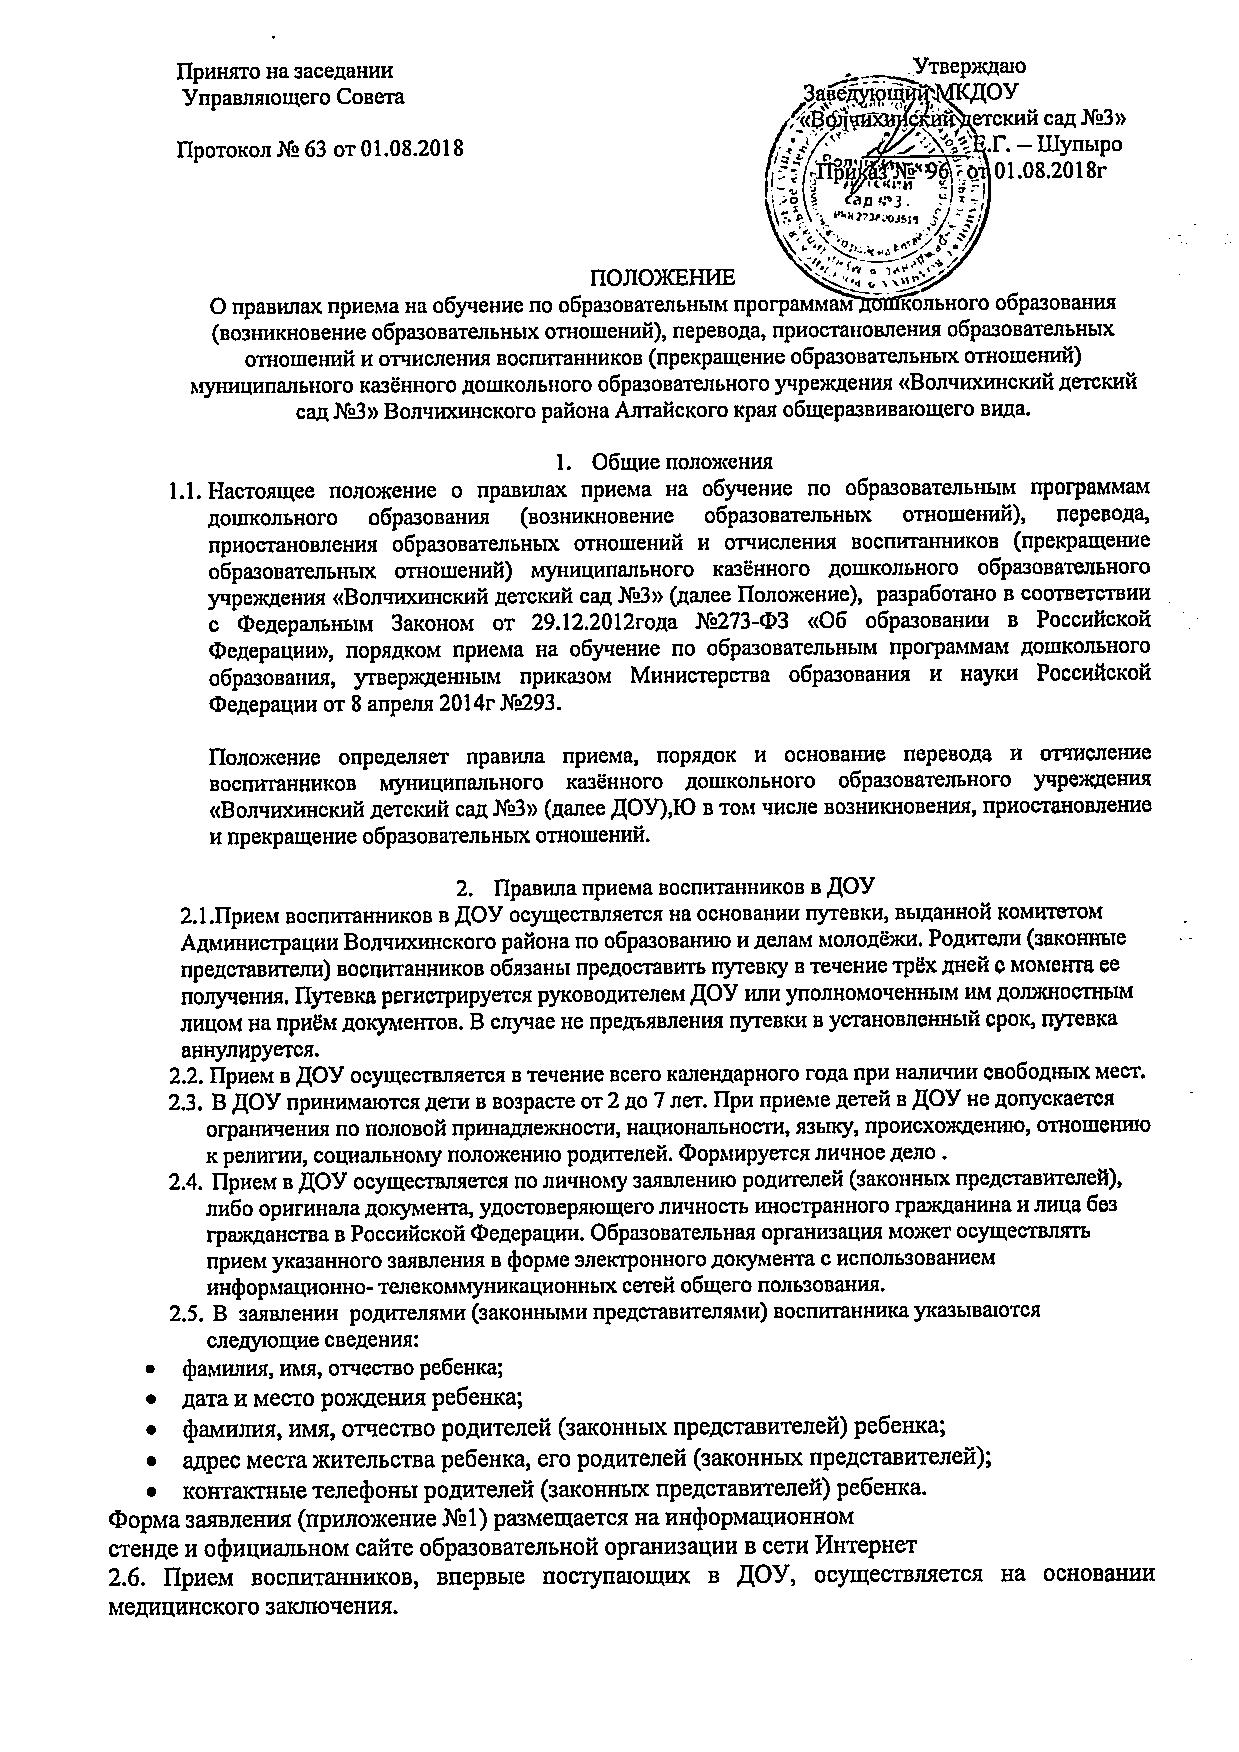 Принято на заседании
Управляющего Совета
Протокол № 63 от 01.08.2018
Утверждаю
Заведующий МКДОУ
«Волчихинский детский сад №3»
Е.Г. – Шупыро
Приказ № 96 от 01.08.2018г
сад №3.
ПОЛОЖЕНИЕ
О правилах приема на обучение по образовательным программам дошкольного образования
(возникновение образовательных отношений), перевода, приостановления образовательных
отношений и отчисления воспитанников (прекращение образовательных отношений)
муниципального казённого дошкольного образовательного учреждения «Волчихинский детский
сад №3» Волчихинского района Алтайского края общеразвивающего вида.
1. Общие положения
1.1. Настоящее положение о правилах приема на обучение по образовательным программам
дошкольного образования (возникновение образовательных отношений), перевода,
приостановления образовательных отношений и отчисления воспитанников (прекращение
образовательных отношений) муниципального казённого дошкольного образовательного
учреждения «Волчихинский детский сад №3» (далее Положение), разработано в соответствии
с Федеральным Законом от 29.12.2012года №273-ФЗ «Об образовании в Российской
Федерации», порядком приема на обучение по образовательным программам дошкольного
образования, утвержденным приказом Министерства образования и науки Российской
Федерации от 8 апреля 2014г №293.
Положение определяет правила приема, порядок и основание перевода и отчисление
воспитанников муниципального казённого дошкольного образовательного учреждения
«Волчихинский детский сад №3» (далее ДОУ),Ю в том числе возникновения, приостановление
и прекращение образовательных отношений.
2. Правила приема воспитанников в ДОУ
2.1.Прием воспитанников в ДОУ осуществляется на основании путевки, выданной комитетом
Администрации Волчихинского района по образованию и делам молодёжи. Родители (законные
представители) воспитанников обязаны предоставить путевку в течение трёх дней с момента ее
получения. Путевка регистрируется руководителем ДОУ или уполномоченным им должностным
лицом на приём документов. В случае не предъявления путевки в установленный срок, путевка
аннулируется.
2.2. Прием в ДОУ осуществляется в течение всего календарного года при наличии свободных мест.
2.3. В ДОУ принимаются дети в возрасте от 2 до 7 лет. При приеме детей в ДОУ не допускается
ограничения по половой принадлежности, национальности, языку, происхождению, отношению
к религии, социальному положению родителей. Формируется личное дело .
2.4. Прием в ДОУ осуществляется по личному заявлению родителей (законных представителей),
либо оригинала документа, удостоверяющего личность иностранного гражданина и лица без
гражданства в Российской Федерации. Образовательная организация может осуществлять
прием указанного заявления в форме электронного документа с использованием
информационно- телекоммуникационных сетей общего пользования.
2.5. В заявлении родителями (законными представителями) воспитанника указываются
следующие сведения:
• фамилия, имя, отчество ребенка;
• дата и место рождения ребенка;
• фамилия, имя, отчество родителей (законных представителей) ребенка;
• адрес места жительства ребенка, его родителей (законных представителей);
• контактные телефоны родителей (законных представителей) ребенка.
Форма заявления (приложение №1) размещается на информационном
стенде и официальном сайте образовательной организации в сети Интернет
2.6. Прием воспитанников, впервые поступающих в ДОУ, осуществляется на основании
медицинского заключения.